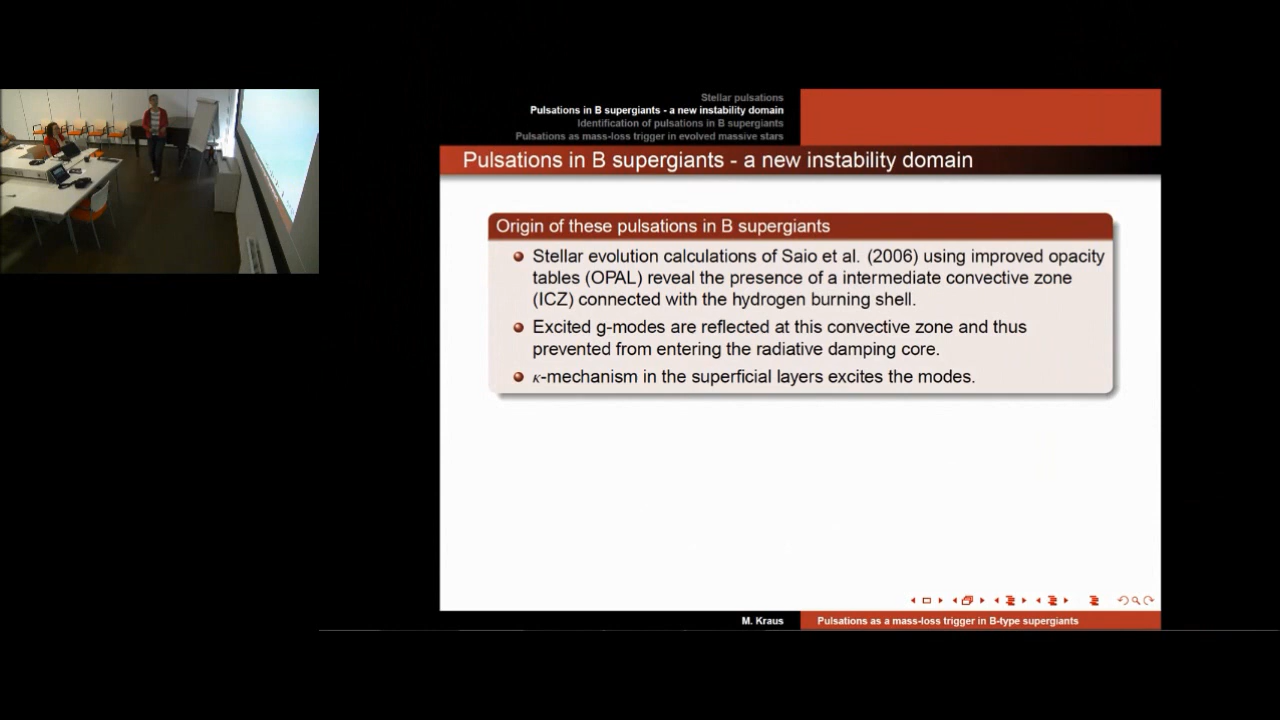 Stellar pulsations
Pulsations in B supergiants - a new instability domain
Identification of pulsations in B supergiants
Pulsations as mass-loss trigger in evolved massive stars
Pulsations in B supergiants - a new instability domain
Origin of these pulsations in B supergiants
Stellar evolution calculations of Saio et al. (2006) using improved opacity
tables (OPAL) reveal the presence of a intermediate convective zone
(ICZ) connected with the hydrogen burning shell.
Excited g-modes are reflected at this convective zone and thus
prevented from entering the radiative damping core.
κ-mechanism in the superficial layers excites the modes.
M. Kraus
Pulsations as a mass-loss trigger in B-type supergiants